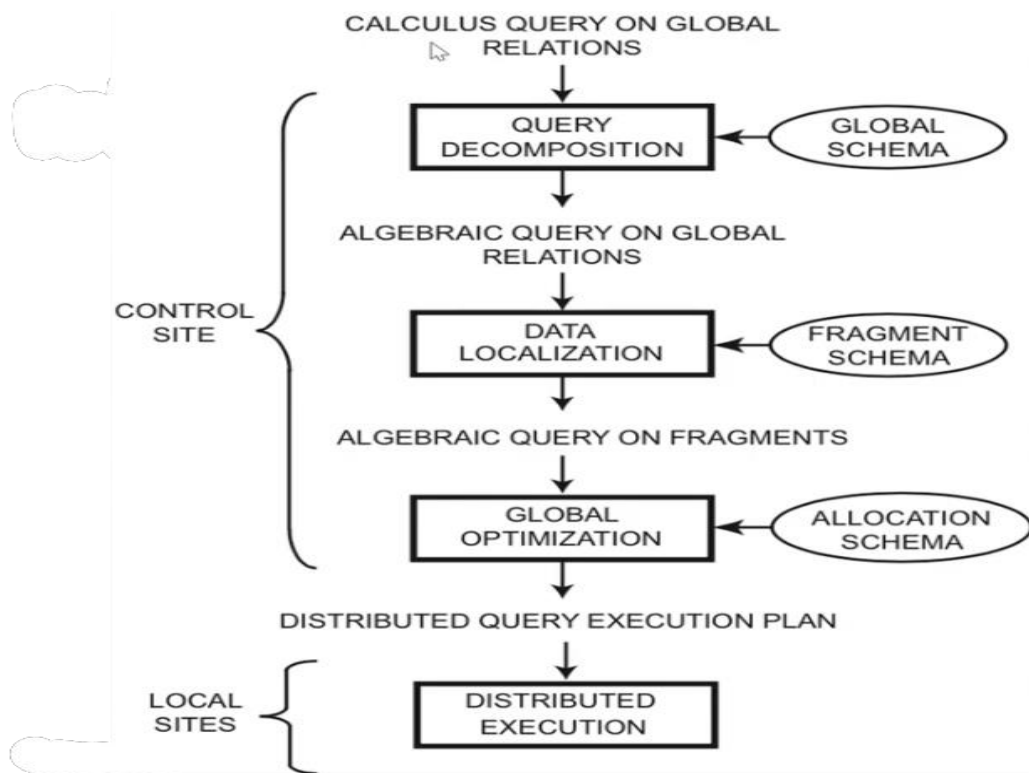 CALCULUS QUERY ON GLOBAL
RELATIONS
QUERY
DECOMPOSITION
GLOBAL
SCHEMA
ALGEBRAIC QUERY ON GLOBAL
RELATIONS
CONTROL
SITE
DATA
LOCALIZATION
FRAGMENT
SCHEMA
ALGEBRAIC QUERY ON FRAGMENTS
GLOBAL
OPTIMIZATION
ALLOCATION
SCHEMA
DISTRIBUTED QUERY EXECUTION PLAN
LOCAL
SITES
DISTRIBUTED
EXECUTION